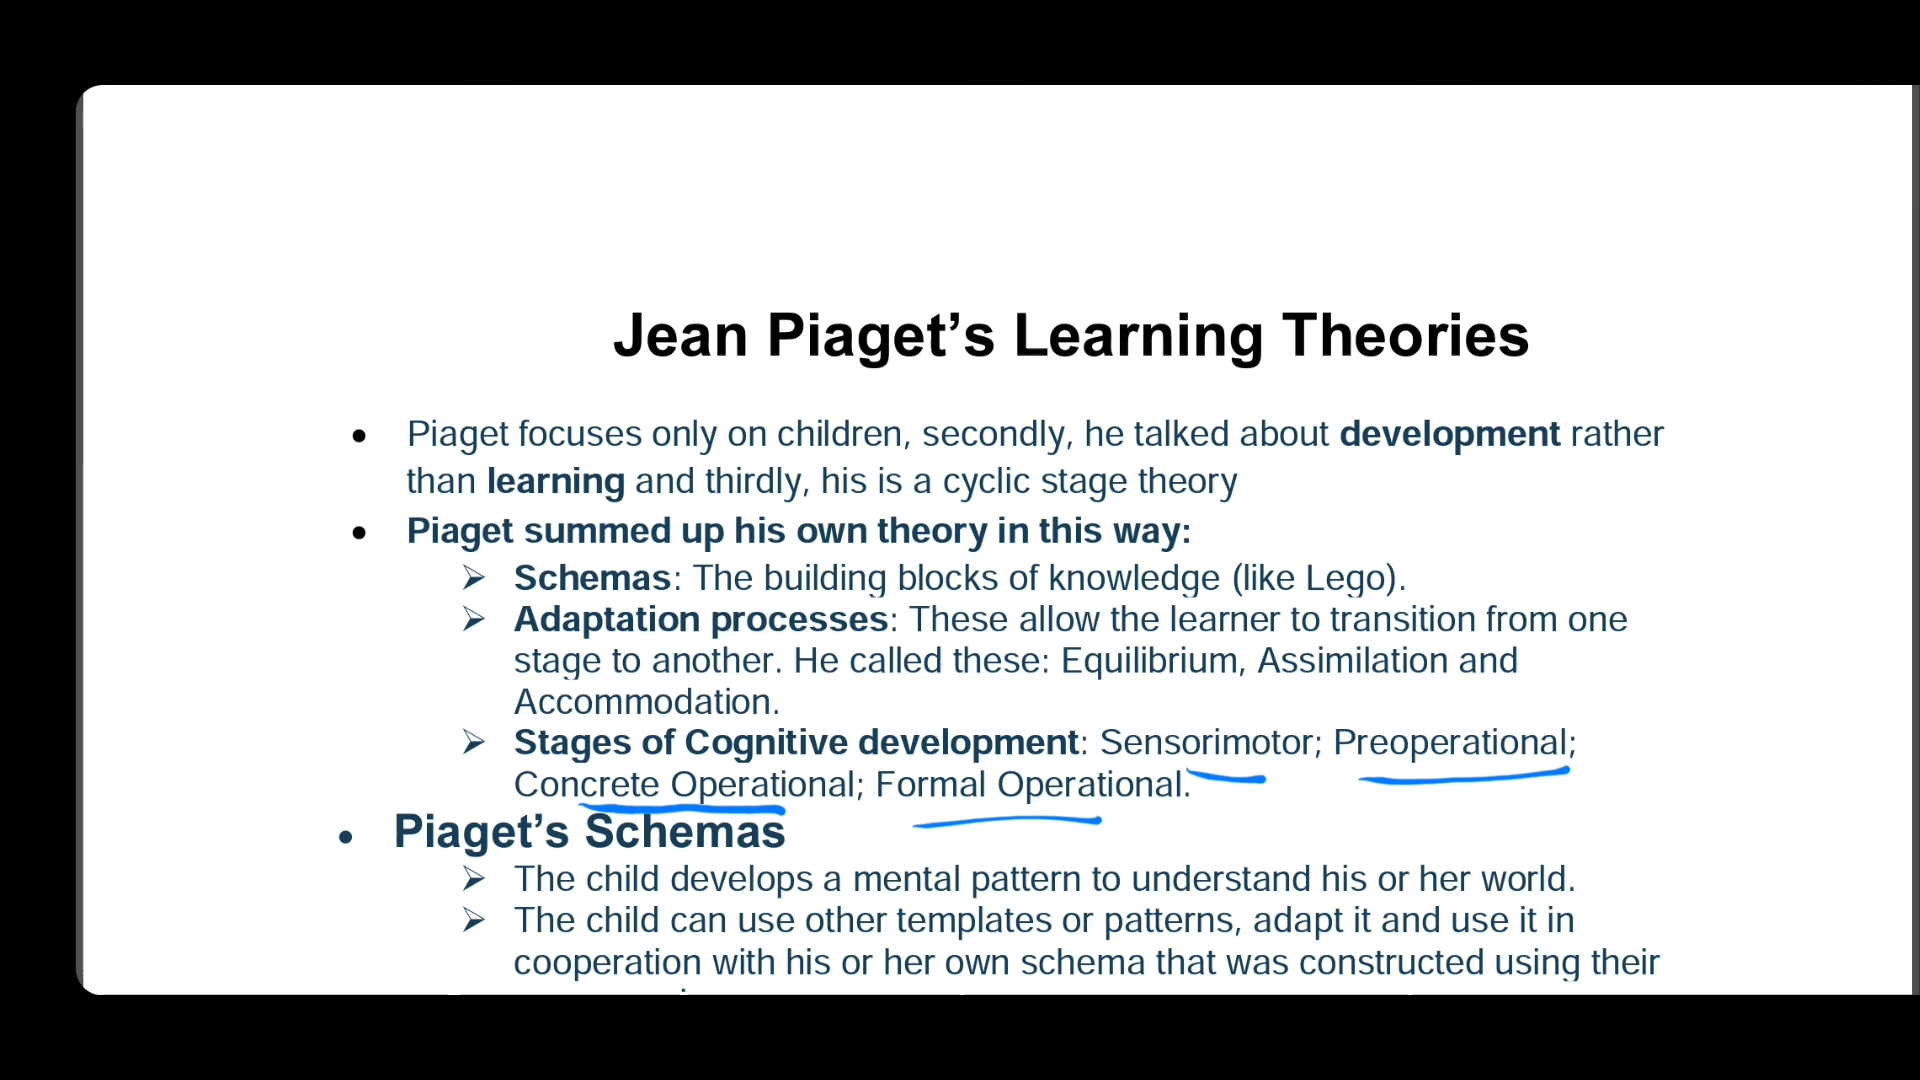 Jean Piaget’s Learning Theories
• Piaget focuses only on children, secondly, he talked about development rather
than learning and thirdly, his is a cyclic stage theory
• Piaget summed up his own theory in this way:
➢ Schemas: The building blocks of knowledge (like Lego).
➢ Adaptation processes: These allow the learner to transition from one
stage to another. He called these: Equilibrium, Assimilation and
Accommodation.
➢ Stages of Cognitive development: Sensorimotor; Preoperational;
Concrete Operational; Formal Operational.
• Piaget’s Schemas
➢ The child develops a mental pattern to understand his or her world.
➢ The child can use other templates or patterns, adapt it and use it in
cooperation with his or her own schema that was constructed using their